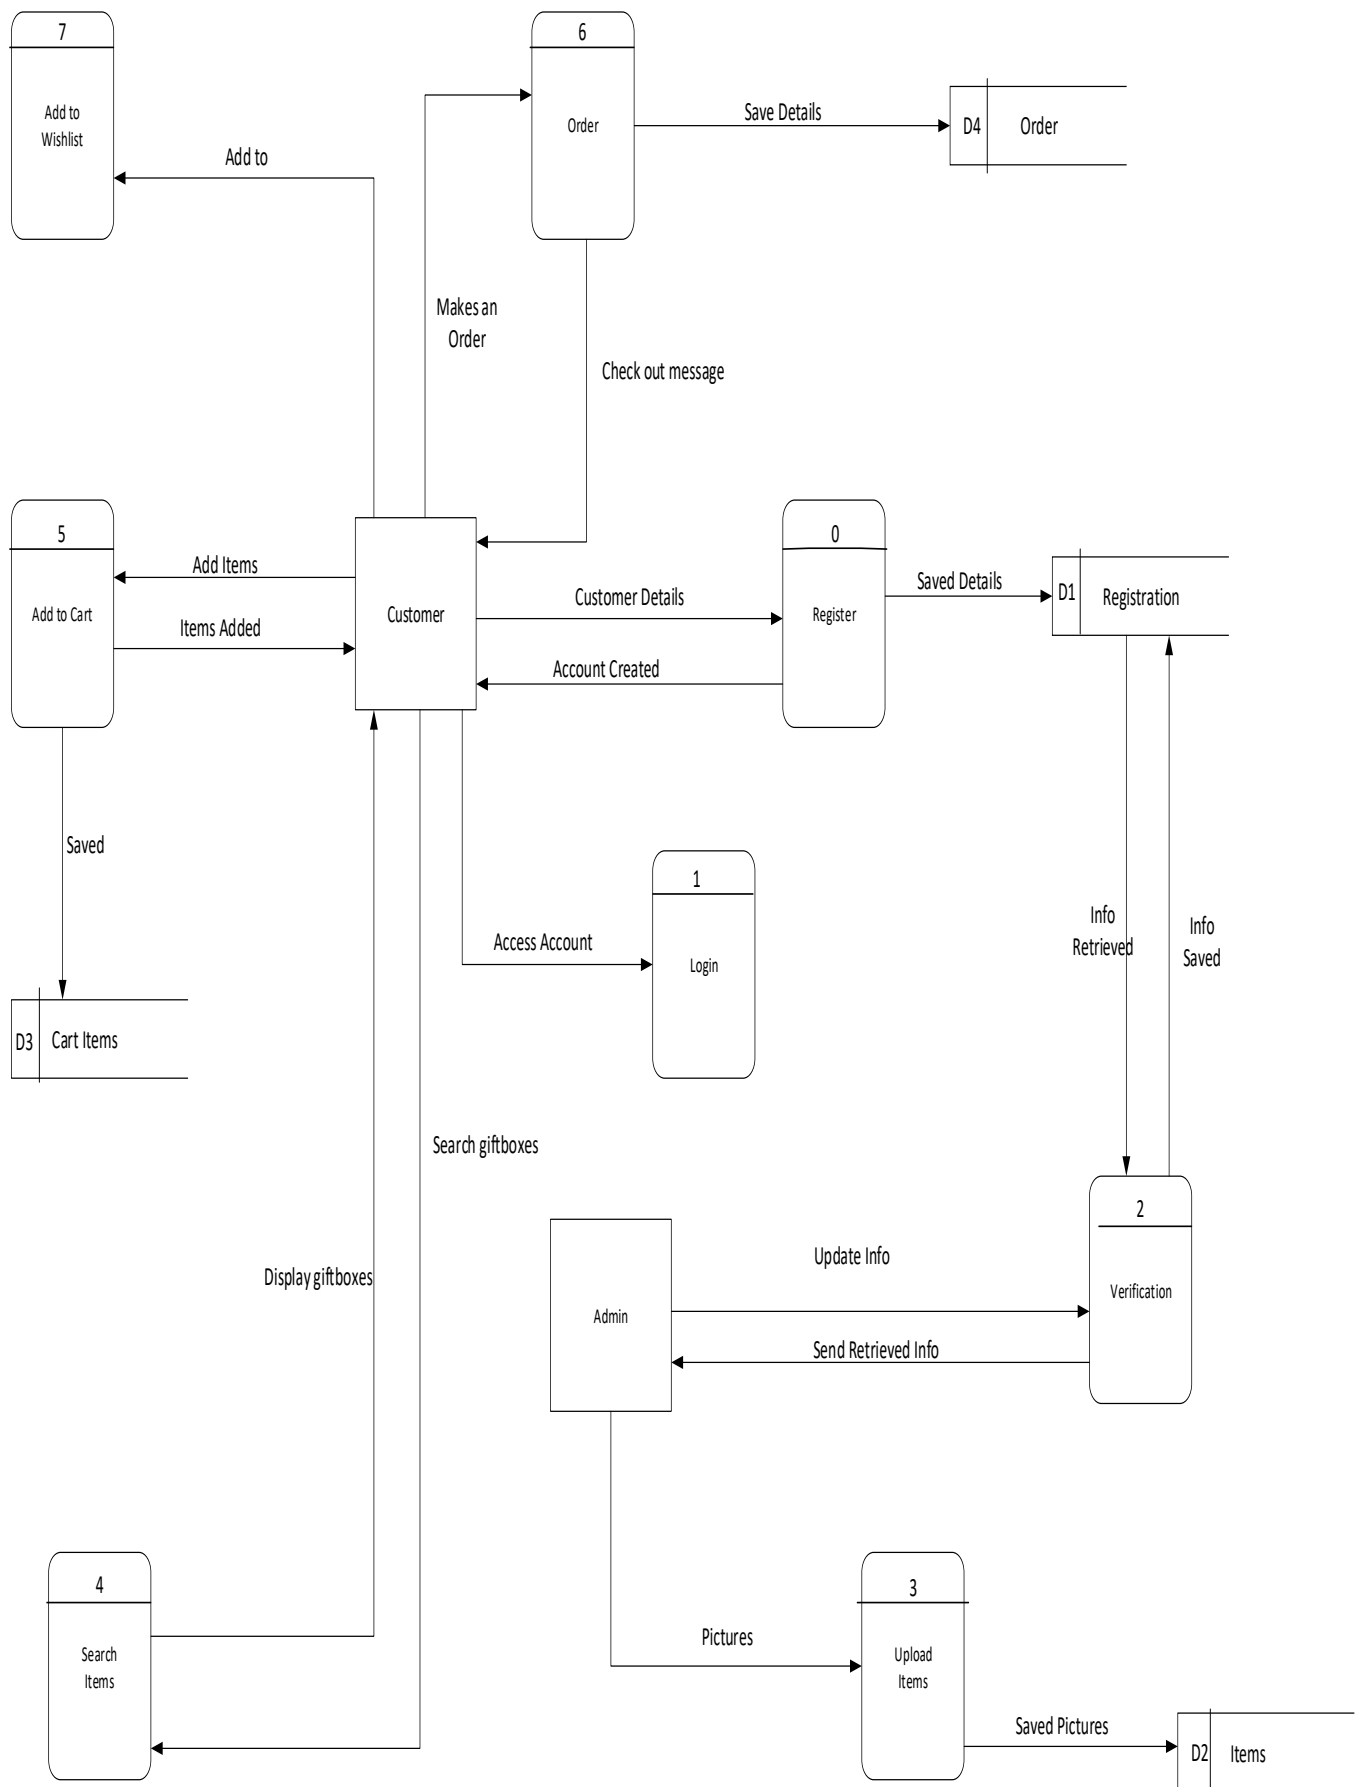 7
Add to
Wishlist
Add to
6
Order
Save Details
D4
Order
Makes an
Order
Check out message
5
Add to Cart
Add Items
Items Added
Customer
Customer Details
Account Created
0
Register
Saved Details
D1
Registration
Saved
D3
Cart Items
Access Account
1
Login
Info
Retrieved
Info
Saved
Search giftboxes
Display giftboxes
Admin
Update Info
Send Retrieved Info
2
Verification
4
Search
Items
Pictures
3
Upload
Items
Saved Pictures
D2
Items